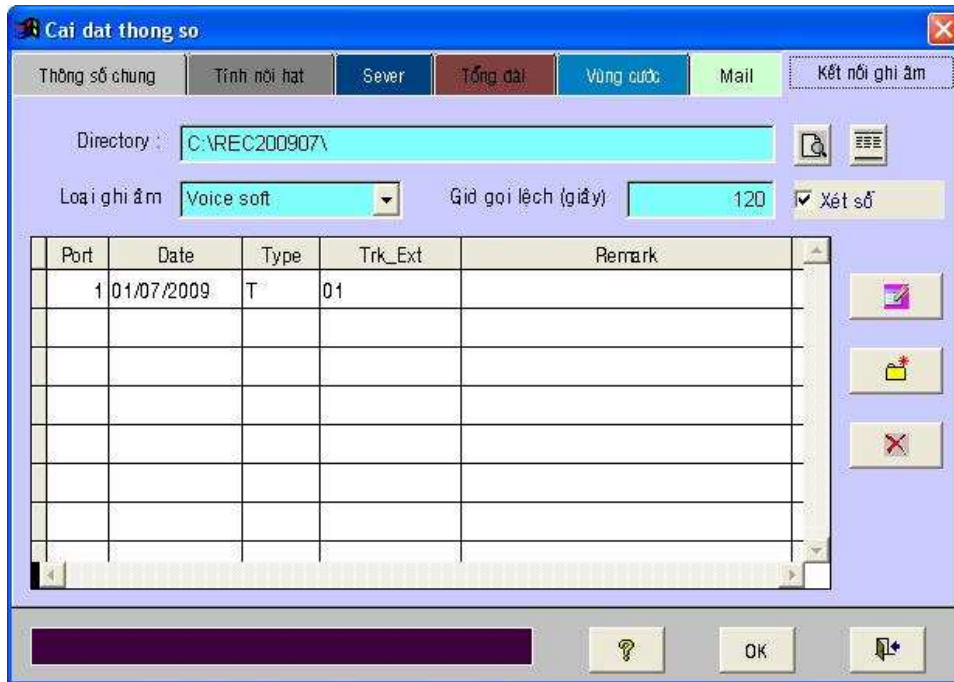 Cai dat thong so
Thông số chung Tỉnh nội hạt Sever Tổng đài Vùng cước Mail Kết nối ghi âm
Directory : C:\REC200907\
Loại ghi âm Voice soft Giờ gọi lệch (giây) 120 Xét số
Port Date Type Trk_Ext Remark
1 01/07/2009 T 01
? OK